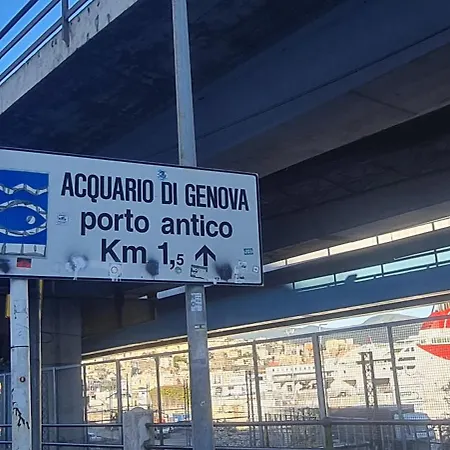 ACQUARIO DI GENOVA
porto antico
Km 1,5